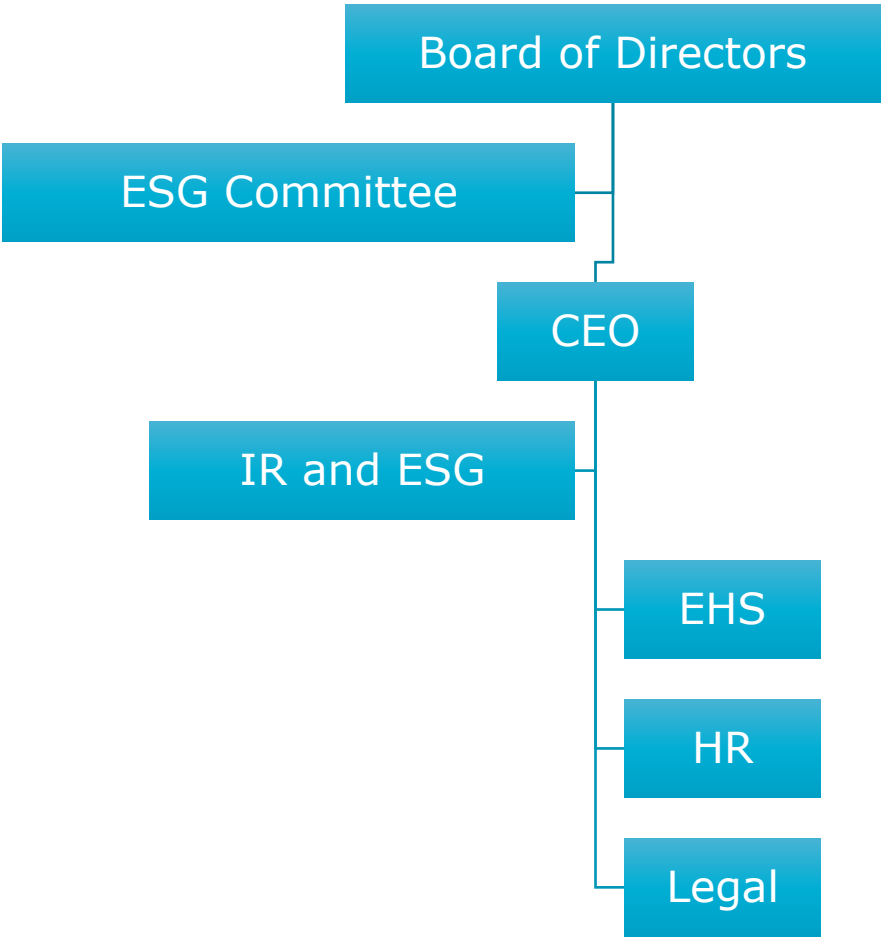 Board of Directors
ESG Committee
CEO
IR and ESG
EHS
HR
Legal